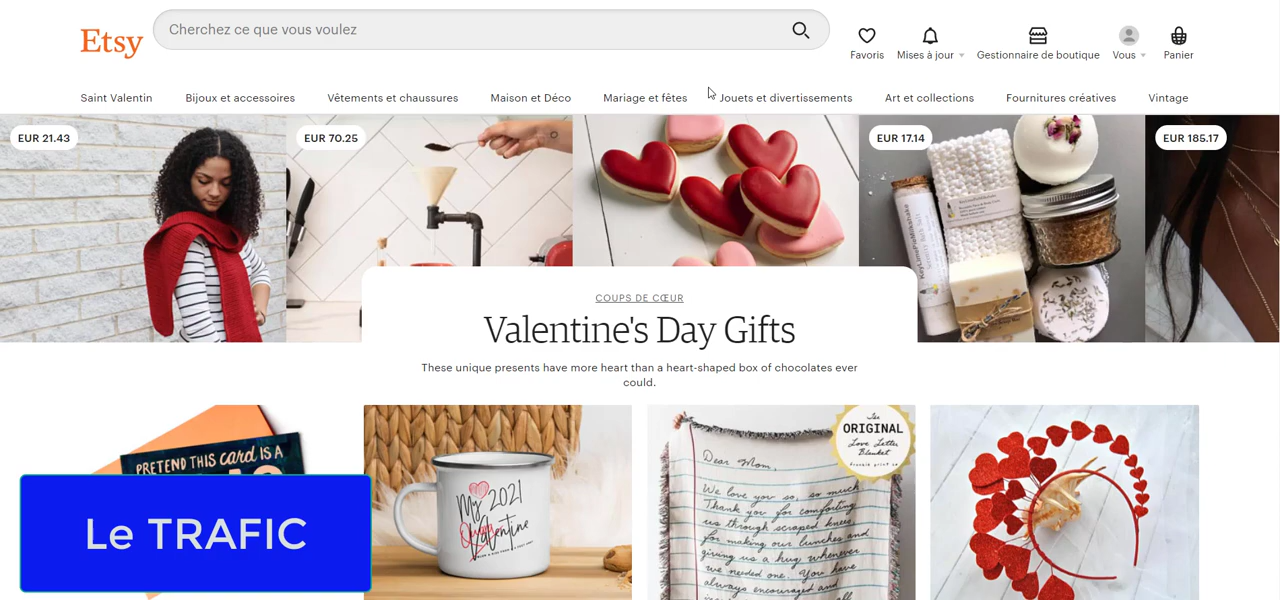 Etsy
Cherchez ce que vous voulez
Favoris
Mises à jour
Gestionnaire de boutique
Vous
Panier
Saint Valentin
Bijoux et accessoires
Vêtements et chaussures
Maison et Déco
Mariage et fêtes
Jouets et divertissements
Art et collections
Fournitures créatives
Vintage
EUR 21.43
EUR 70.25
EUR 17.14
EUR 185.17
COUPS DE CŒUR
Valentine's Day Gifts
These unique presents have more heart than a heart-shaped box of chocolates ever
could.
PRETEND THIS card IS A
Le TRAFIC
My 2021
Valentine
The
ORIGINAL
Love Letter
Blanket
Dear Mom,
We love you so, so much
Thank you for comforting
us through scraped knees,
for making our lunches and
giving us a hug whenever
we needed one. You have
always encouraged and